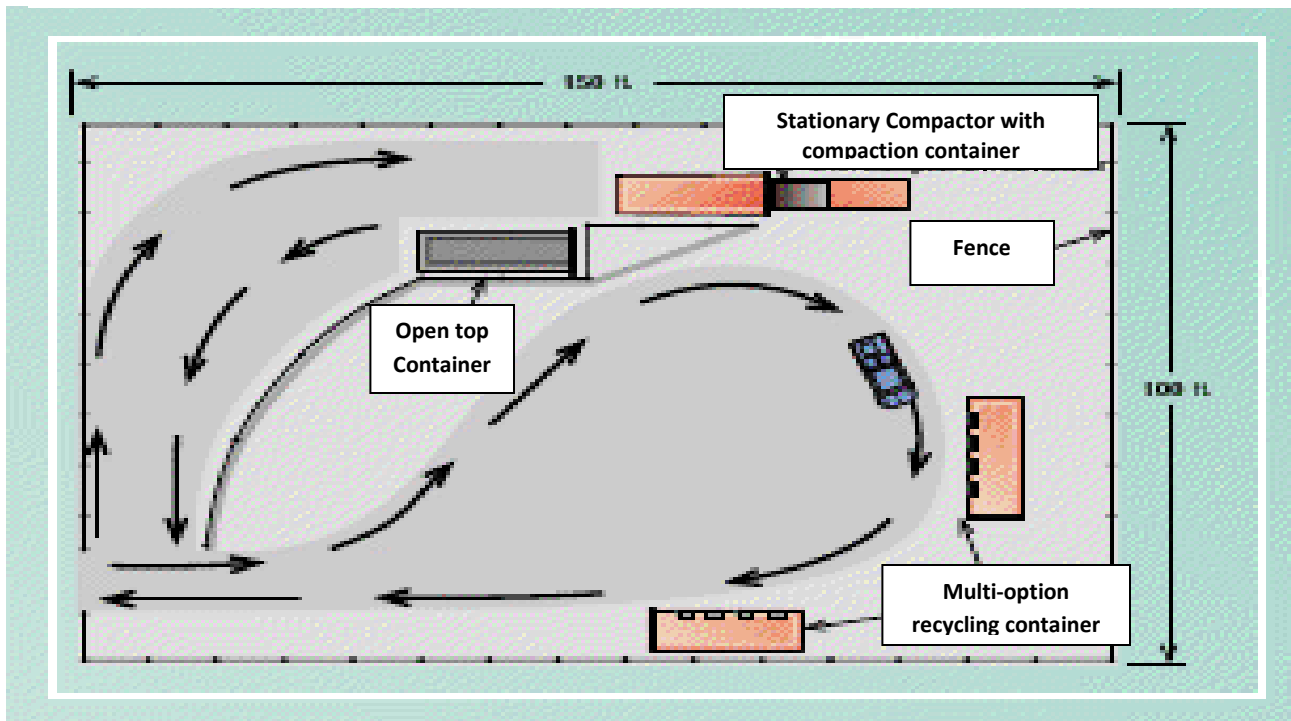 150 ft.
Stationary Compactor with
compaction container
Fence
Open top
Container
100 ft.
Multi-option
recycling container